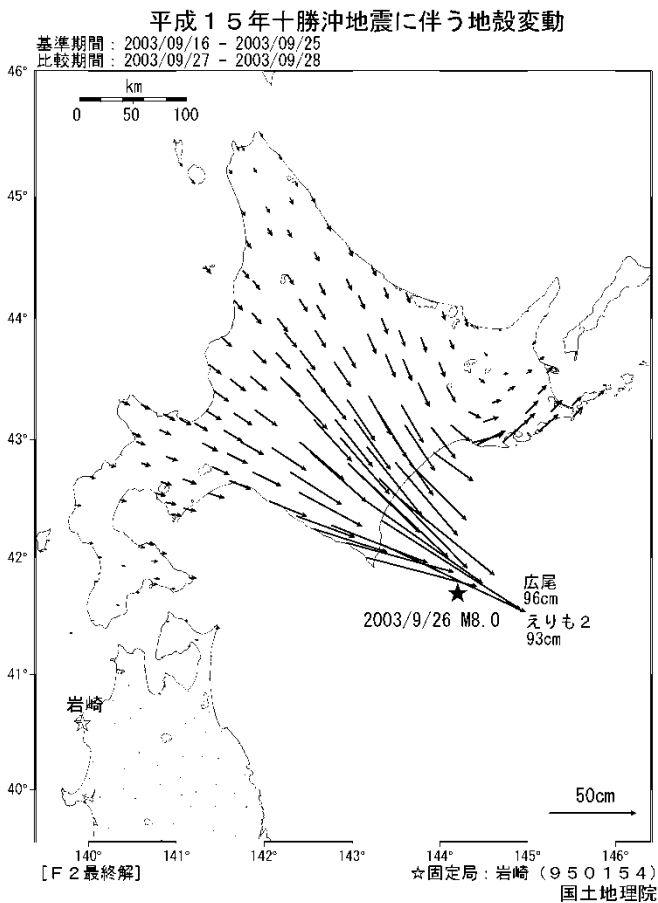 平成１５年十勝沖地震に伴う地殻変動
基準期間：2003/09/16 - 2003/09/25
比較期間：2003/09/27 - 2003/09/28
46°
km
0 50 100
45°
44°
43°
42°
広尾
96cm
2003/9/26 M8.0
えりも２
93cm
41°
岩崎
40°
50cm
140° 141° 142° 143° 144° 145° 146°
[Ｆ２最終解]
☆固定局：岩崎（９５０１５４）
国土地理院